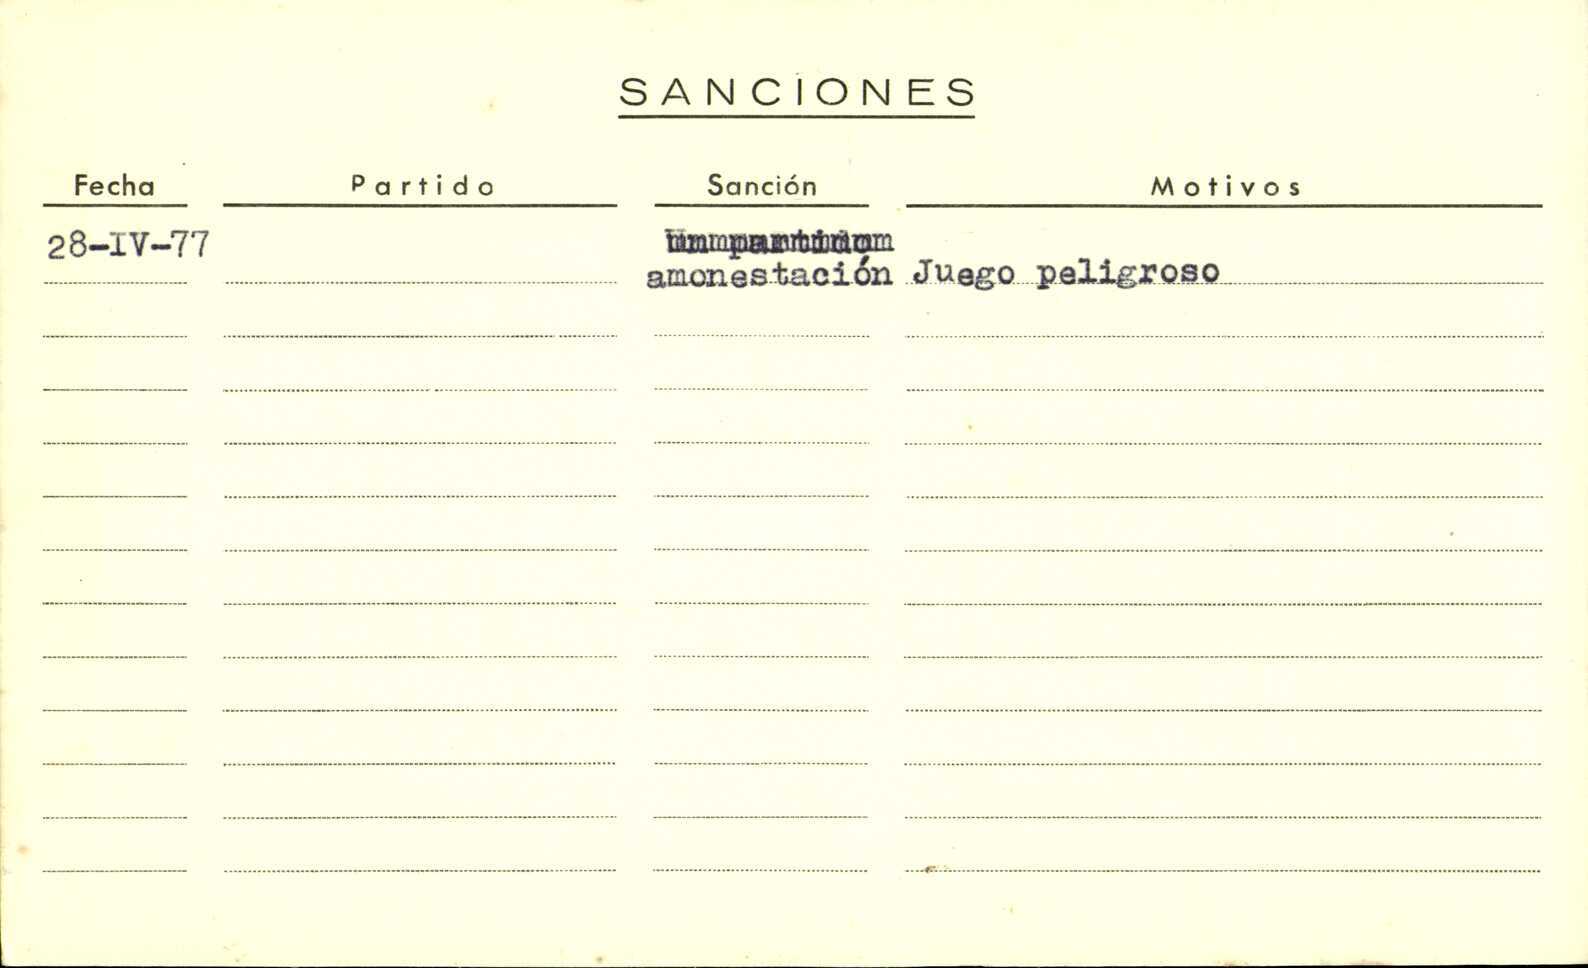 SANCIONES
Fecha Partido Sanción Motivos
28-IV-77
amonestación Juego peligroso